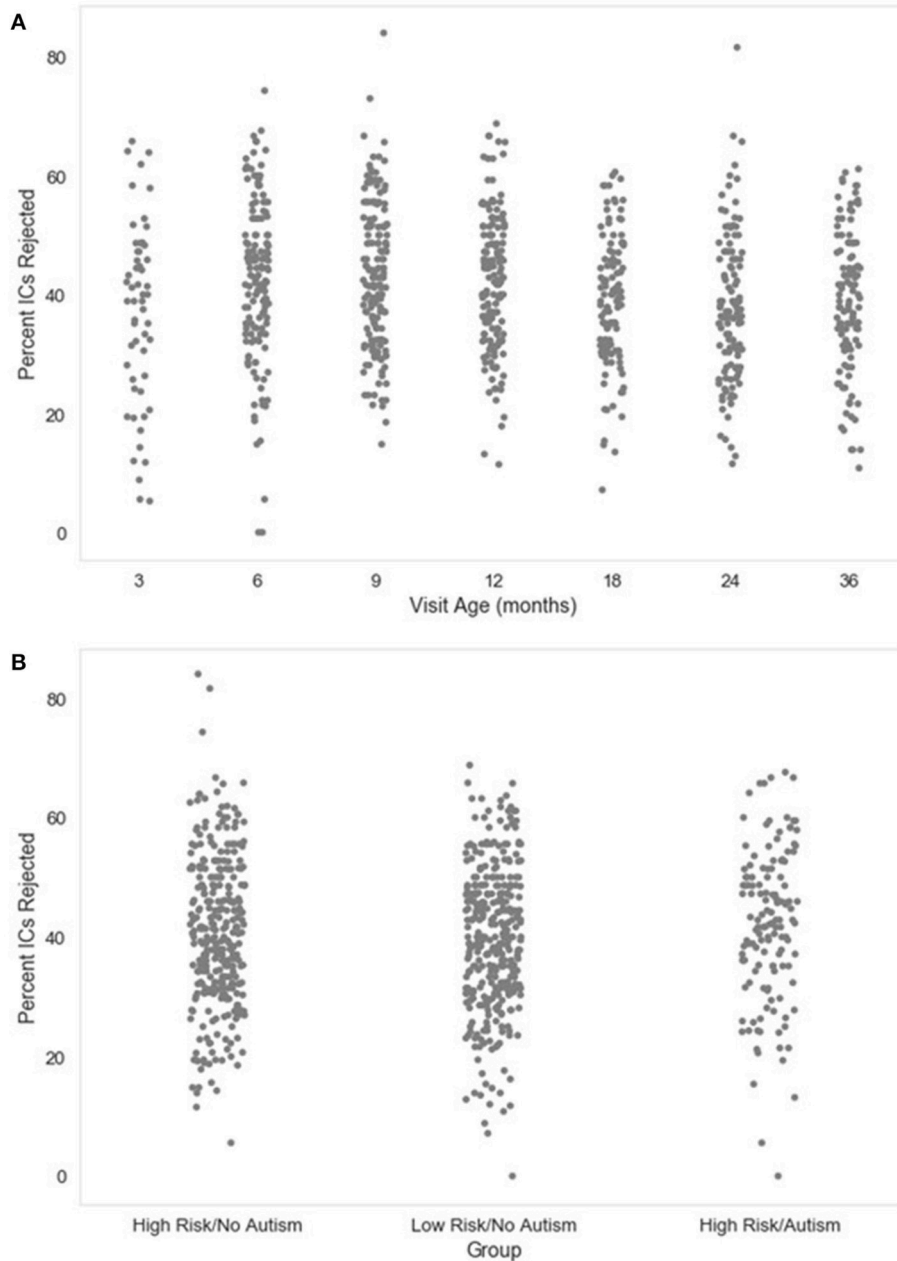 A
80
60
40
20
0
Percent ICs Rejected
3 6 9 12 18 24 36
Visit Age (months)
B
80
60
40
20
0
Percent ICs Rejected
High Risk/No Autism Low Risk/No Autism High Risk/Autism
Group